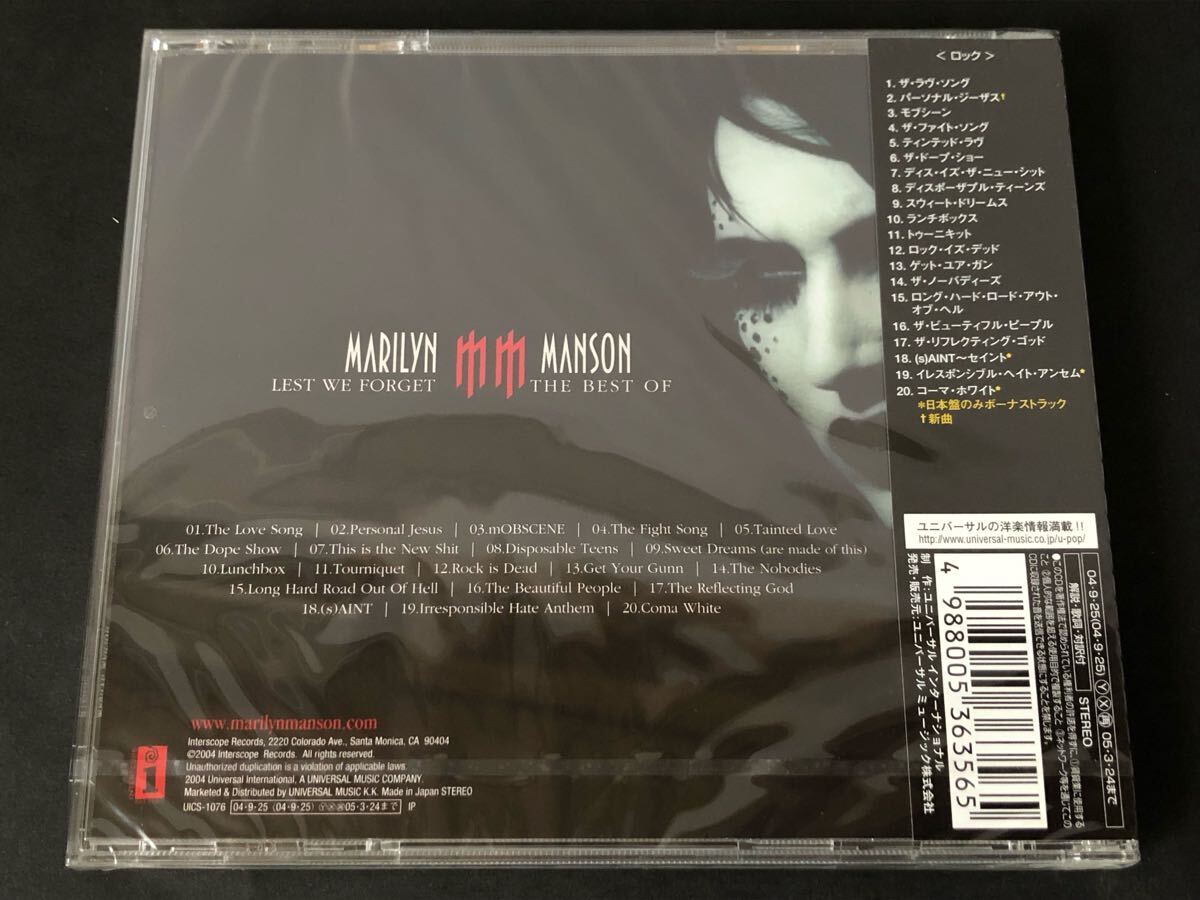 MARILYN MM MANSON
LEST WE FORGET THE BEST OF
01.The Love Song | 02.Personal Jesus | 03.mOBSCENE | 04.The Fight Song | 05.Tainted Love
06.The Dope Show | 07.This is the New Shit | 08.Disposable Teens | 09.Sweet Dreams (are made of this)
10.Lunchbox | 11.Tourniquet | 12.Rock is Dead | 13.Get Your Gunn | 14.The Nobodies
15.Long Hard Road Out Of Hell | 16.The Beautiful People | 17.The Reflecting God
18.(s)AINT | 19.Irresponsible Hate Anthem | 20.Coma White
www.marilynmanson.com
Interscope Records, 2220 Colorado Ave., Santa Monica, CA 90404
©2004 Interscope Records. All rights reserved.
Unauthorized duplication is a violation of applicable laws.
2004 Universal International, A UNIVERSAL MUSIC COMPANY.
Marketed & Distributed by UNIVERSAL MUSIC K.K. Made in Japan STEREO
UICS-1076 04・9・25 (04・9・25) Ⓨ Ⓧ 再 05・3・24まで IP
i
<ロック>
1. ザ・ラヴ・ソング
2. パーソナル・ジーザス†
3. モブシーン
4. ザ・ファイト・ソング
5. ティンテッド・ラヴ
6. ザ・ドープ・ショー
7. ディス・イズ・ザ・ニュー・シット
8. ディスポーザブル・ティーンズ
9. スウィート・ドリームス
10. ランチボックス
11. トゥーニキット
12. ロック・イズ・デッド
13. ゲット・ユア・ガン
14. ザ・ノーバディーズ
15. ロング・ハード・ロード・アウト・
オブ・ヘル
16. ザ・ビューティフル・ピープル
17. ザ・リフレクティング・ゴッド
18. (s)AINT〜セイント*
19. イレスポンシブル・ヘイト・アンセム*
20. コーマ・ホワイト*
*日本盤のみボーナストラック
†新曲
ユニバーサルの洋楽情報満載!!
http://www.universal-music.co.jp/u-pop/
04・9・25(04・9・25) Ⓨ Ⓧ 再 05・3・24まで
解説・歌詞・対訳付 STEREO
4 988005 363565
制 作:ユニバーサル インターナショナル
発売・販売元:ユニバーサル ミュージック株式会社